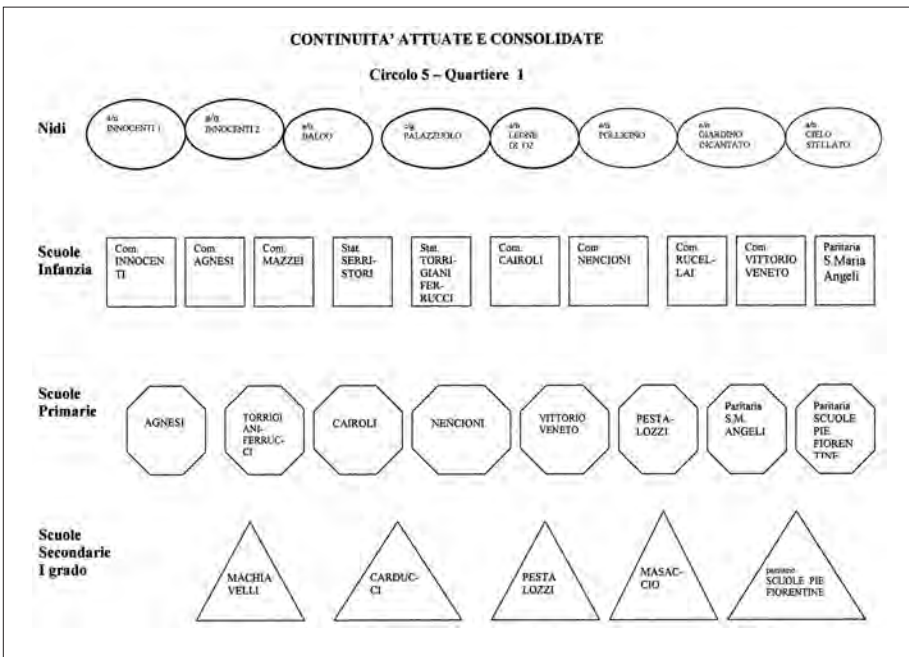 CONTINUITA' ATTUATE E CONSOLIDATE
Circolo 5 – Quartiere 1
Nidi
a/n
INNOCENTI 1
a/n
INNOCENTI 2
a/n
PALAZZUOLO
a/n
LEONE
DI OZ
a/n
POLLICINO
a/n
GIARDINO
INCANTATO
a/n
CIELO
STELLATO
Scuole
Infanzia
Com.
INNOCEN
TI
Com.
AGNESI
Com.
MAZZEI
Stat.
SERRI
STORI
Stat.
TORRI-
GIANI
FER-
RUCCI
Com.
CAIROLI
Com
NENCIONI
Com.
RUCEL-
LAI
Com.
VITTORIO
VENETO
Paritaria
S.Maria
Angeli
Scuole
Primarie
AGNESI
TORRIGI
ANI-
FERRUC-
CI
CAIROLI
NENCIONI
VITTORIO
VENETO
PESTA-
LOZZI
Paritaria
S.M.
ANGELI
Paritaria
SCUOLE
PIE
FIOREN
TINE
Scuole
Secondarie
I grado
MACHIA
VELLI
CARDUC-
CI
PESTA
LOZZI
MASAC-
CIO
paritarie
SCUOLE PIE
FIORENTINE